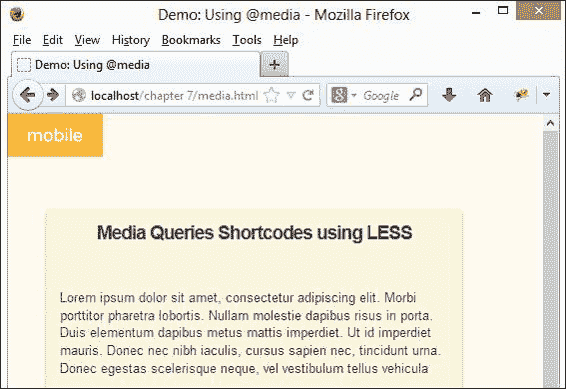 Demo: Using @media - Mozilla Firefox
File Edit View History Bookmarks Tools Help
Demo: Using @media
localhost/chapter 7/media.html
Google
mobile
Media Queries Shortcodes using LESS
Lorem ipsum dolor sit amet, consectetur adipiscing elit. Morbi
porttitor pharetra lobortis. Nullam molestie dapibus risus in porta.
Duis elementum dapibus metus mattis imperdiet. Ut id imperdiet
mauris. Donec nec nibh iaculis, cursus sapien nec, tincidunt urna.
Donec egestas scelerisque neque, vel vestibulum tellus vehicula